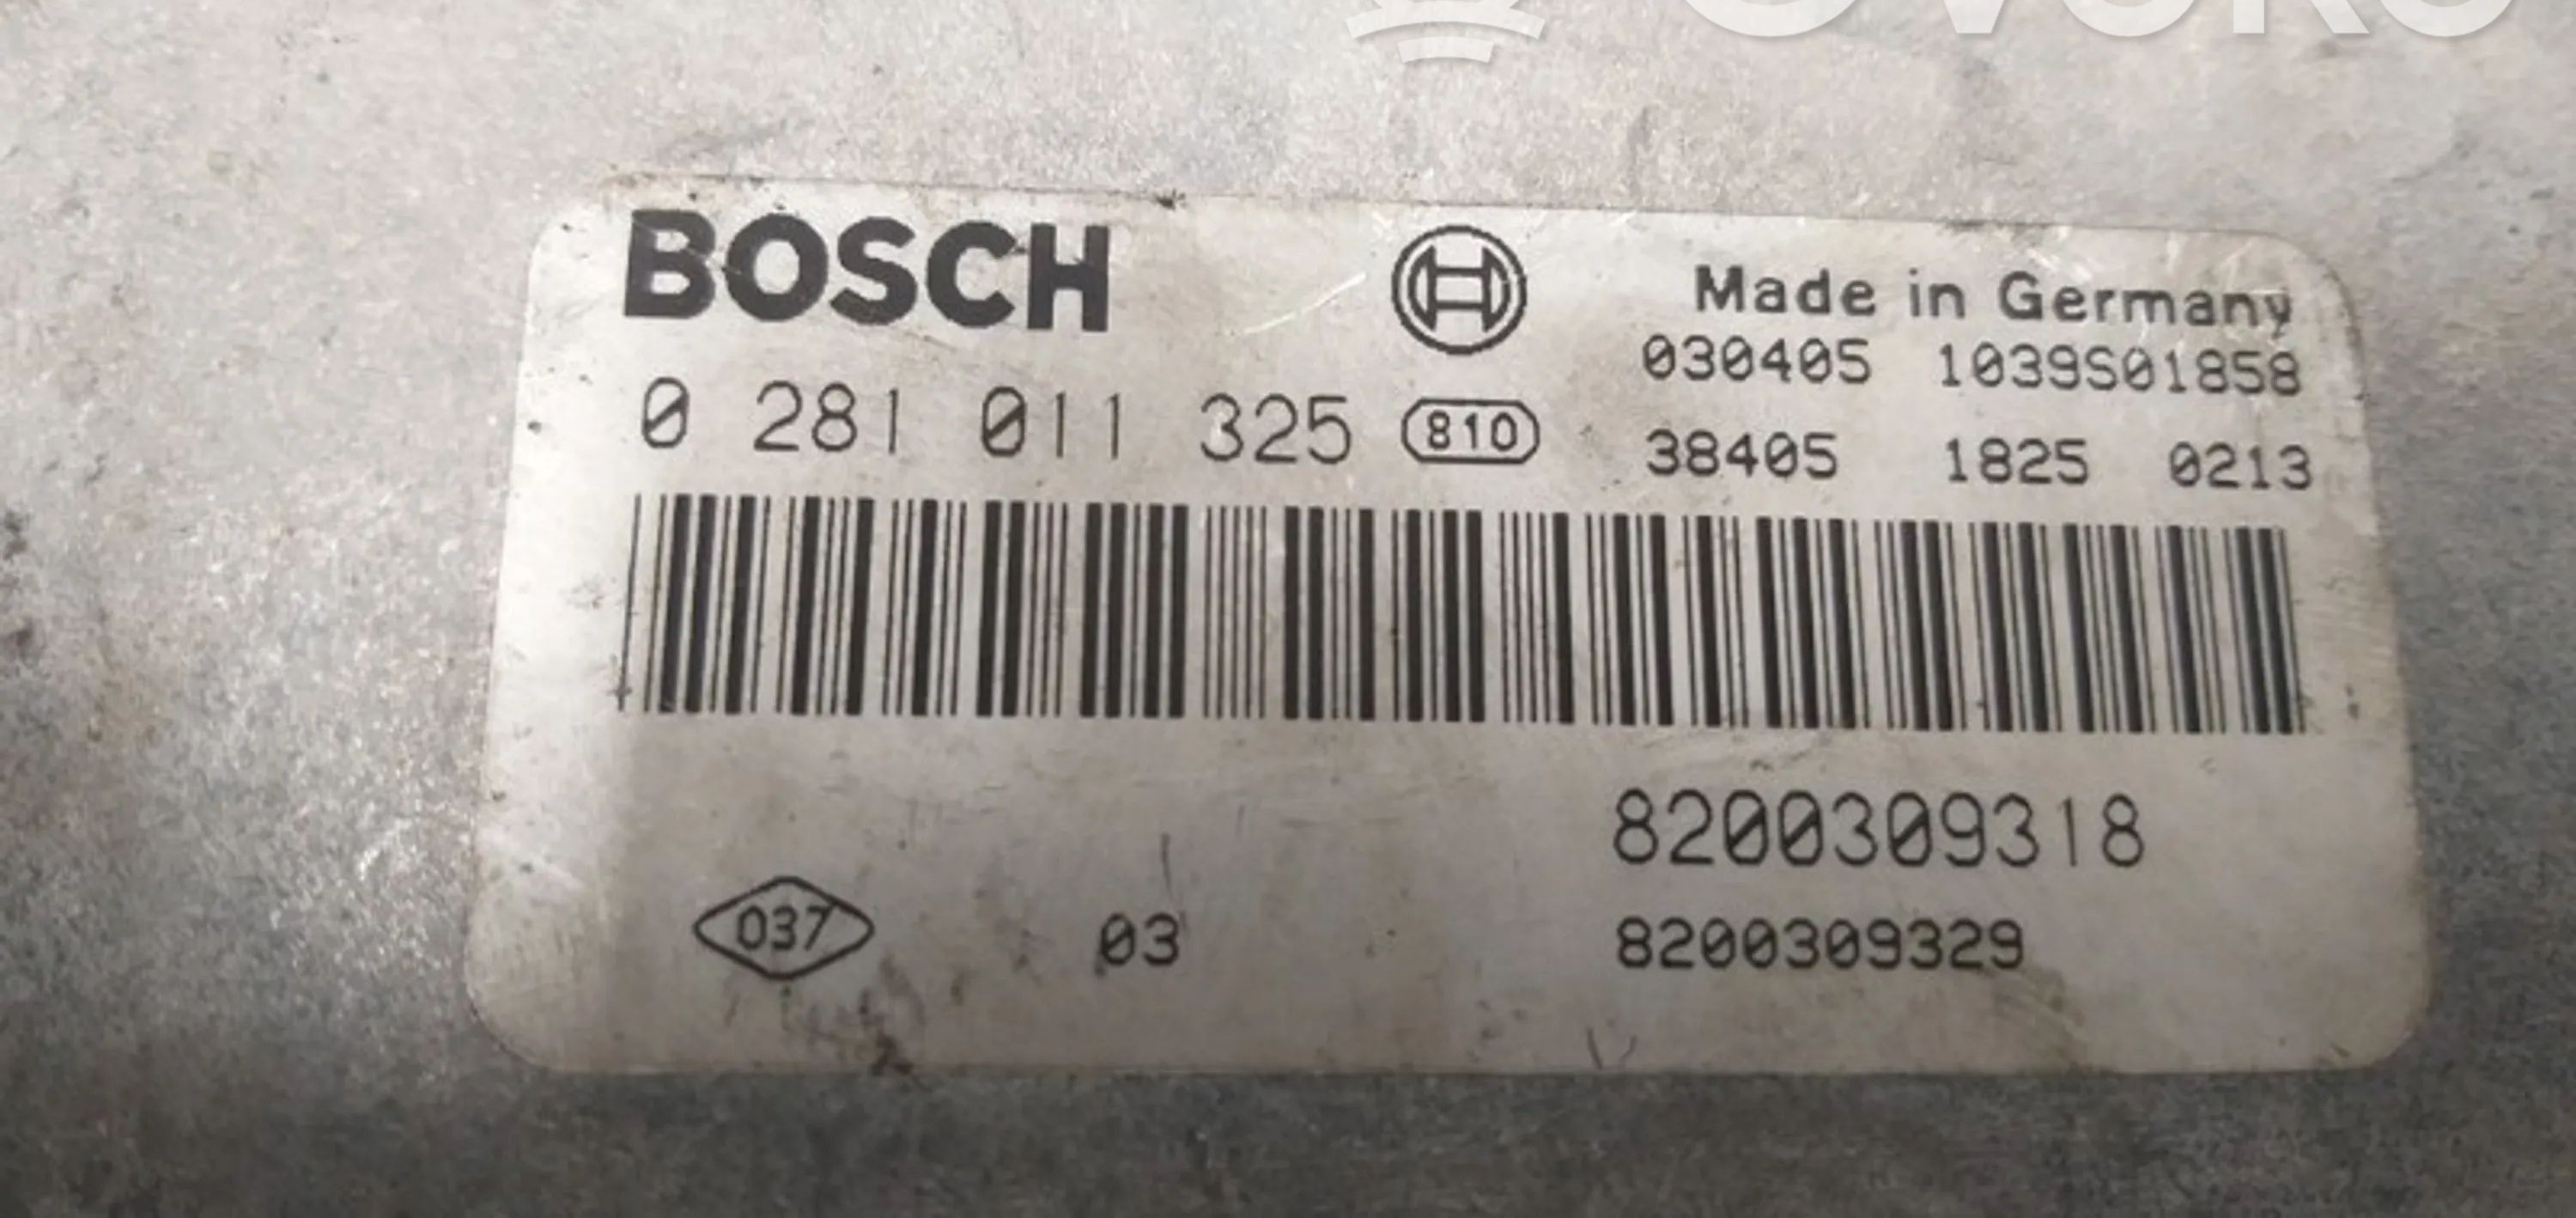 BOSCH
Made in Germany
030405 1039S01858
0 281 011 325 810
38405 1825 0213
8200309318
037 03 8200309329